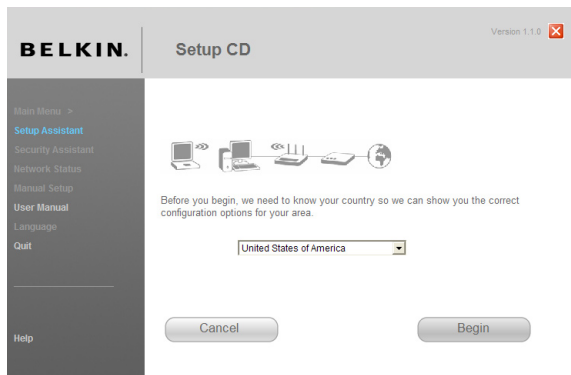 BELKIN.
Setup CD
Version 1.1.0
Main Menu >
Setup Assistant
Security Assistant
Network Status
Manual Setup
User Manual
Language
Quit
Help
Before you begin, we need to know your country so we can show you the correct
configuration options for your area.
United States of America
Cancel
Begin